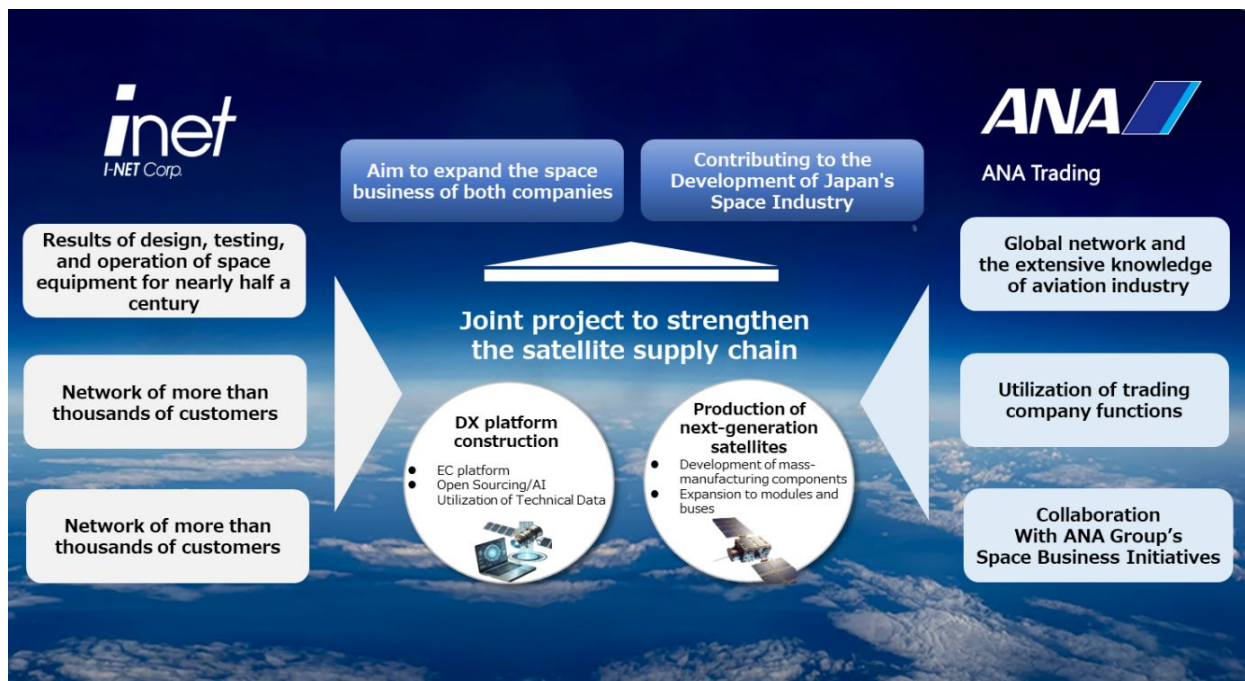 inet
I-NET Corp.
Results of design, testing,
and operation of space
equipment for nearly half a
century
Network of more than
thousands of customers
Network of more than
thousands of customers
Aim to expand the space
business of both companies
Contributing to the
Development of Japan's
Space Industry
Joint project to strengthen
the satellite supply chain
DX platform
construction
● EC platform
● Open Sourcing/AI
Utilization of Technical Data
Production of
next-generation
satellites
● Development of mass-
manufacturing components
● Expansion to modules and
buses
ANA
ANA Trading
Global network and
the extensive knowledge
of aviation industry
Utilization of trading
company functions
Collaboration
With ANA Group's
Space Business Initiatives